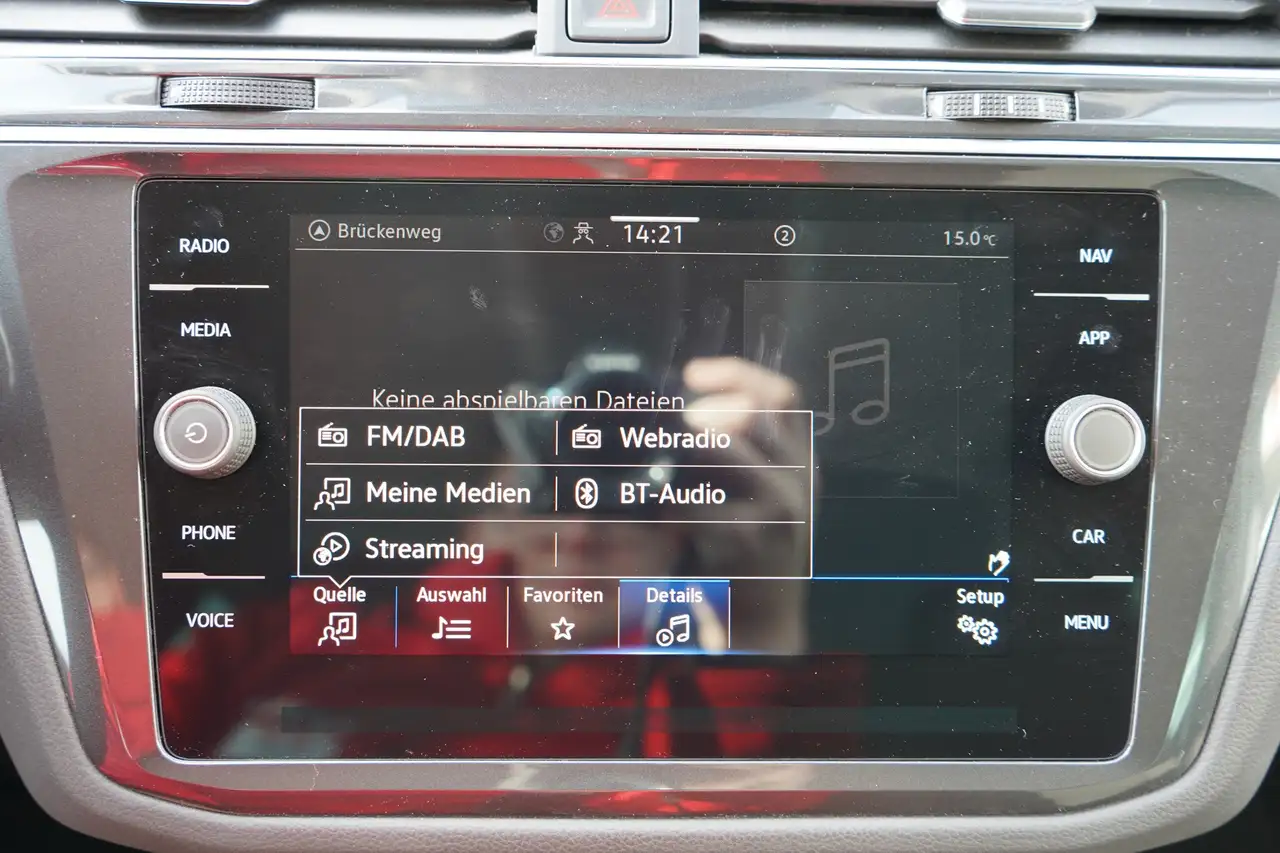 Brückenweg 14:21 2 15.0°C
RADIO
MEDIA
PHONE
VOICE
NAV
APP
CAR
MENU
Keine abspielbaren Dateien
FM/DAB Webradio
Meine Medien BT-Audio
Streaming
Quelle Auswahl Favoriten Details Setup